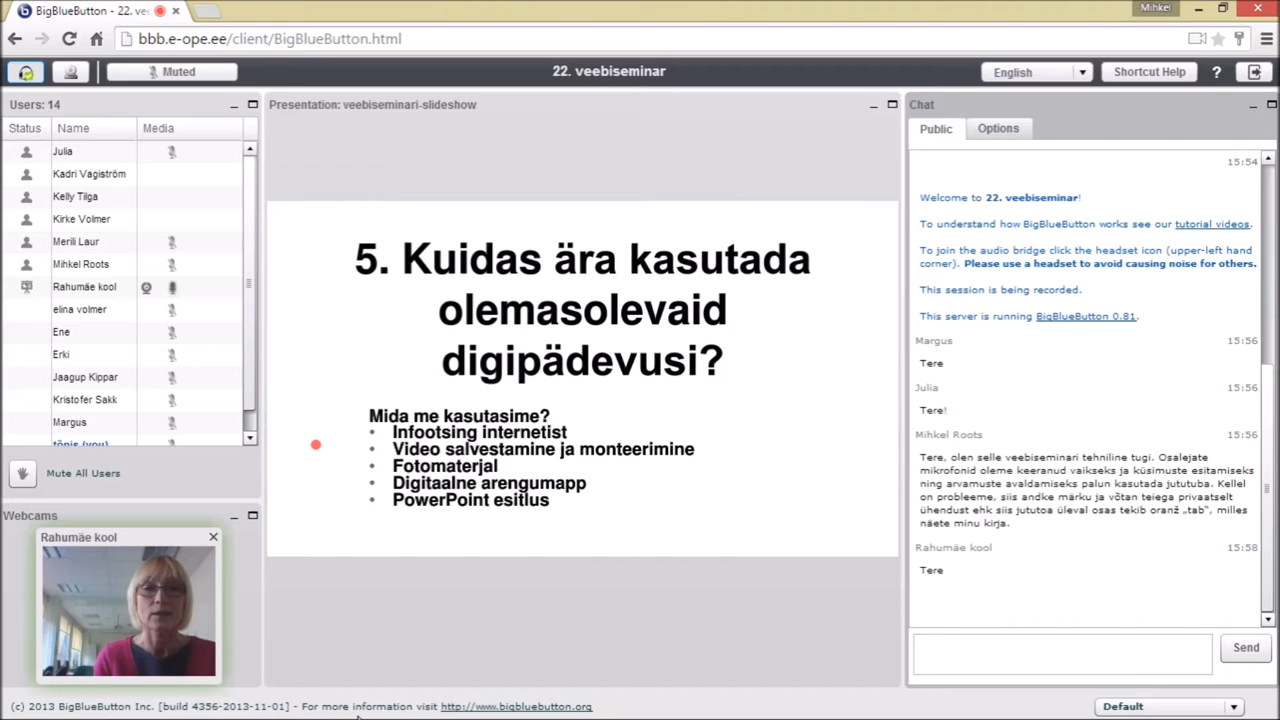 BigBlueButton - 22. vee
Mihkel
bbb.e-ope.ee/client/BigBlueButton.html
Muted
22. veebiseminar
English
Shortcut Help
?
Users: 14
Status Name Media
Julia
Kadri Vagiström
Kelly Tilga
Kirke Volmer
Merili Laur
Mihkel Roots
Rahumäe kool
elina volmer
Ene
Erki
Jaagup Kippar
Kristofer Sakk
Margus
tõnis (you)
Mute All Users
Webcams
Rahumäe kool
Presentation: veebiseminari-slideshow
5. Kuidas ära kasutada
olemasolevaid
digipädevusi?
Mida me kasutasime?
• Infootsing internetist
• Video salvestamine ja monteerimine
• Fotomaterjal
• Digitaalne arengumapp
• PowerPoint esitlus
Chat
Public Options
15:54
Welcome to 22. veebiseminar!
To understand how BigBlueButton works see our tutorial videos.
To join the audio bridge click the headset icon (upper-left hand
corner). Please use a headset to avoid causing noise for others.
This session is being recorded.
This server is running BigBlueButton 0.81.
Margus 15:56
Tere
Julia 15:56
Tere!
Mihkel Roots 15:56
Tere, olen selle veebiseminari tehniline tugi. Osalejate
mikrofonid oleme keeranud vaikseks ja küsimuste esitamiseks
ning arvamuste avaldamiseks palun kasutada jututuba. Kellel
on probleeme, siis andke märku ja võtan teiega privaatselt
ühendust ehk siis jututoa üleval osas tekib oranž „tab“, milles
näete minu kirja.
Rahumäe kool 15:58
Tere
Send
(c) 2013 BigBlueButton Inc. [build 4356-2013-11-01] - For more information visit http://www.bigbluebutton.org
Default